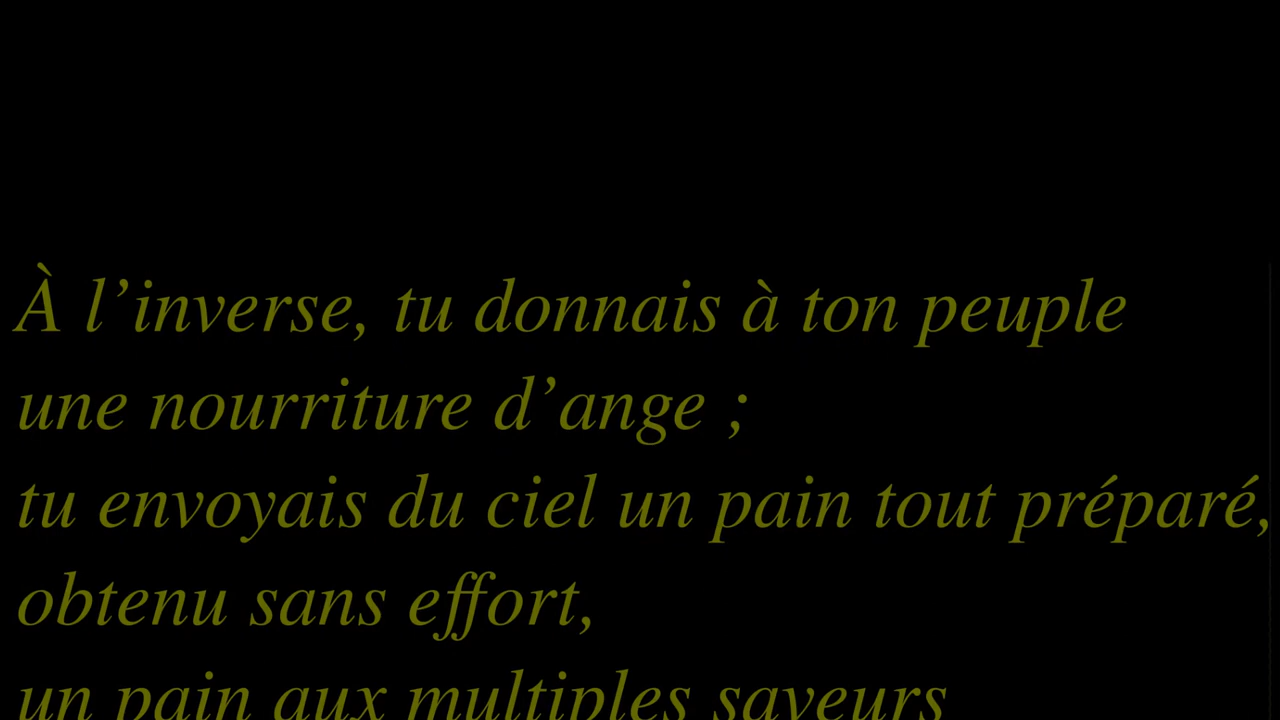 À l’inverse, tu donnais à ton peuple
une nourriture d’ange ;
tu envoyais du ciel un pain tout préparé,
obtenu sans effort,
un pain aux multiples saveurs